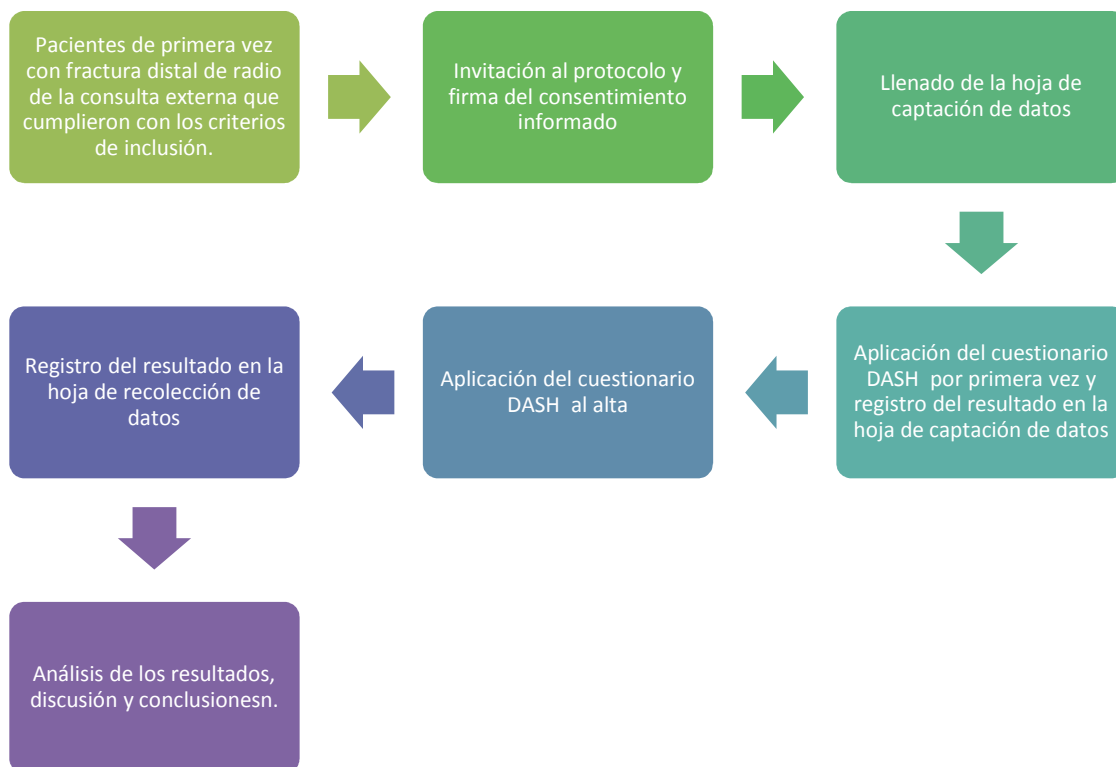 Pacientes de primera vez
con fractura distal de radio
de la consulta externa que
cumplieron con los criterios
de inclusión.
Invitación al protocolo y
firma del consentimiento
informado
Llenado de la hoja de
captación de datos
Aplicación del cuestionario
DASH por primera vez y
registro del resultado en la
hoja de captación de datos
Aplicación del cuestionario
DASH al alta
Registro del resultado en la
hoja de recolección de
datos
Análisis de los resultados,
discusión y conclusionesn.